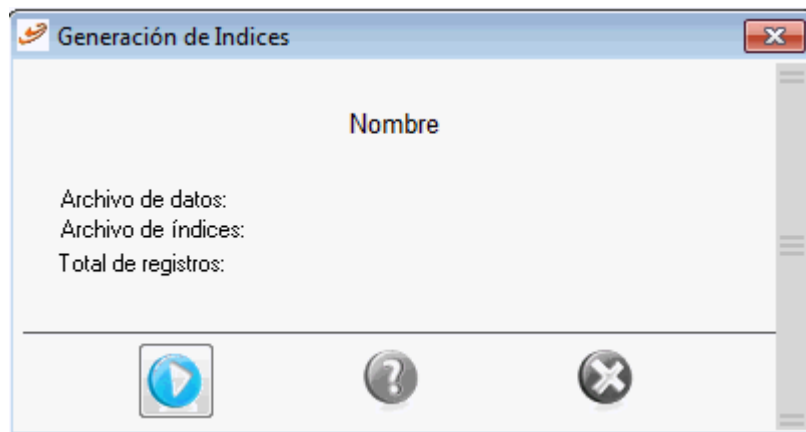 Generación de Indices
Nombre
Archivo de datos:
Archivo de índices:
Total de registros: